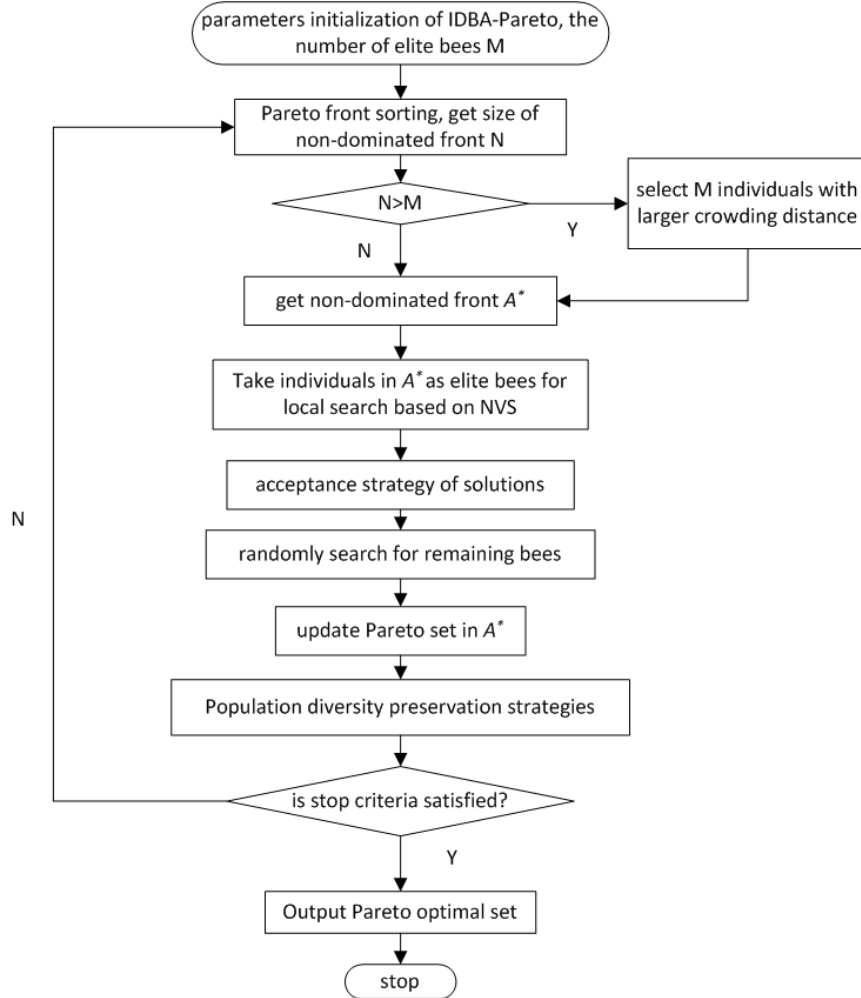 parameters initialization of IDBA-Pareto, the
number of elite bees M
Pareto front sorting, get size of
non-dominated front N
N>M
Y
select M individuals with
larger crowding distance
N
get non-dominated front A*
Take individuals in A* as elite bees for
local search based on NVS
acceptance strategy of solutions
N
randomly search for remaining bees
update Pareto set in A*
Population diversity preservation strategies
is stop criteria satisfied?
Y
Output Pareto optimal set
stop